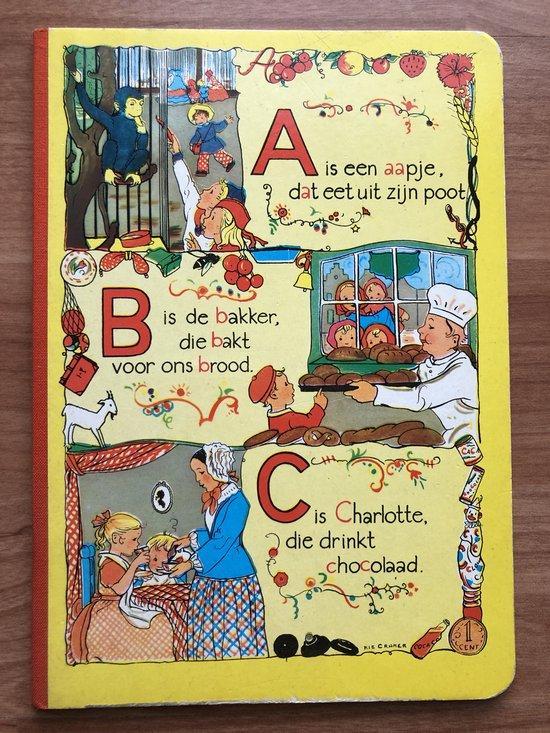 A
A is een aapje,
dat eet uit zijn poot.
B is de bakker,
die bakt
voor ons brood.
C is Charlotte,
die drinkt
chocolaad.
RIE CRAMER
1
CENT